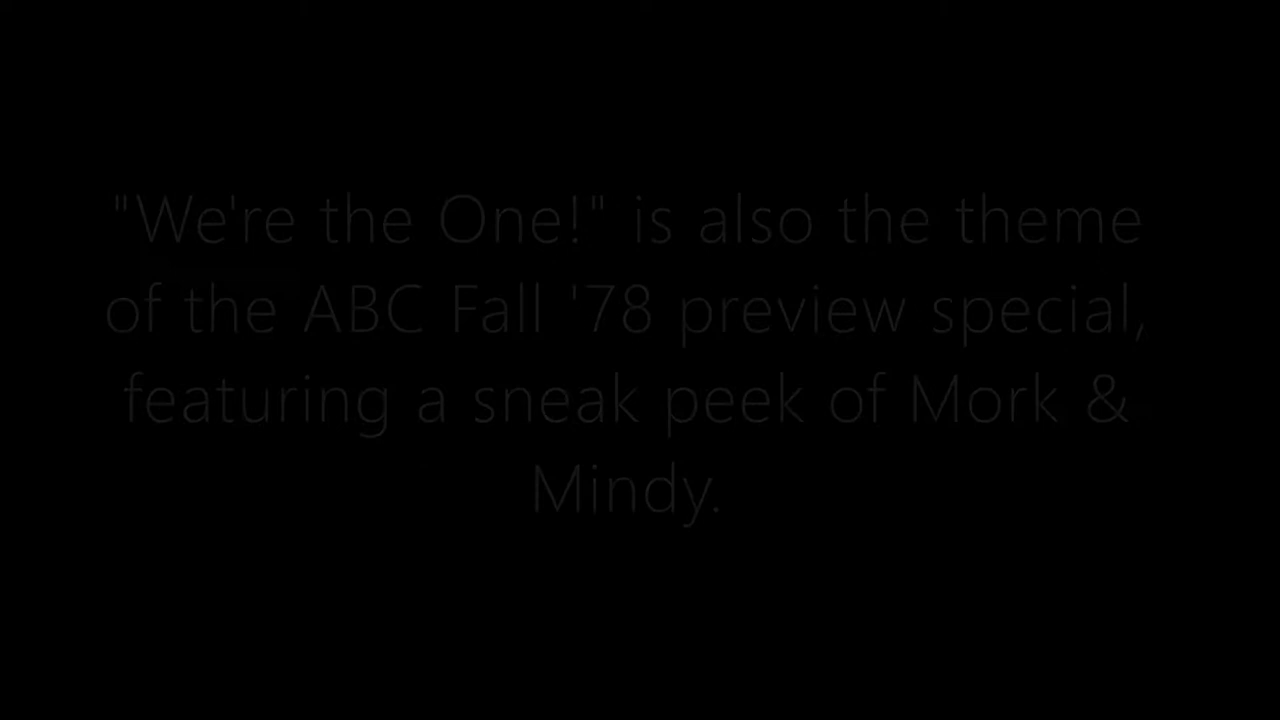 "We're the One!" is also the theme
of the ABC Fall '78 preview special,
featuring a sneak peek of Mork &
Mindy.